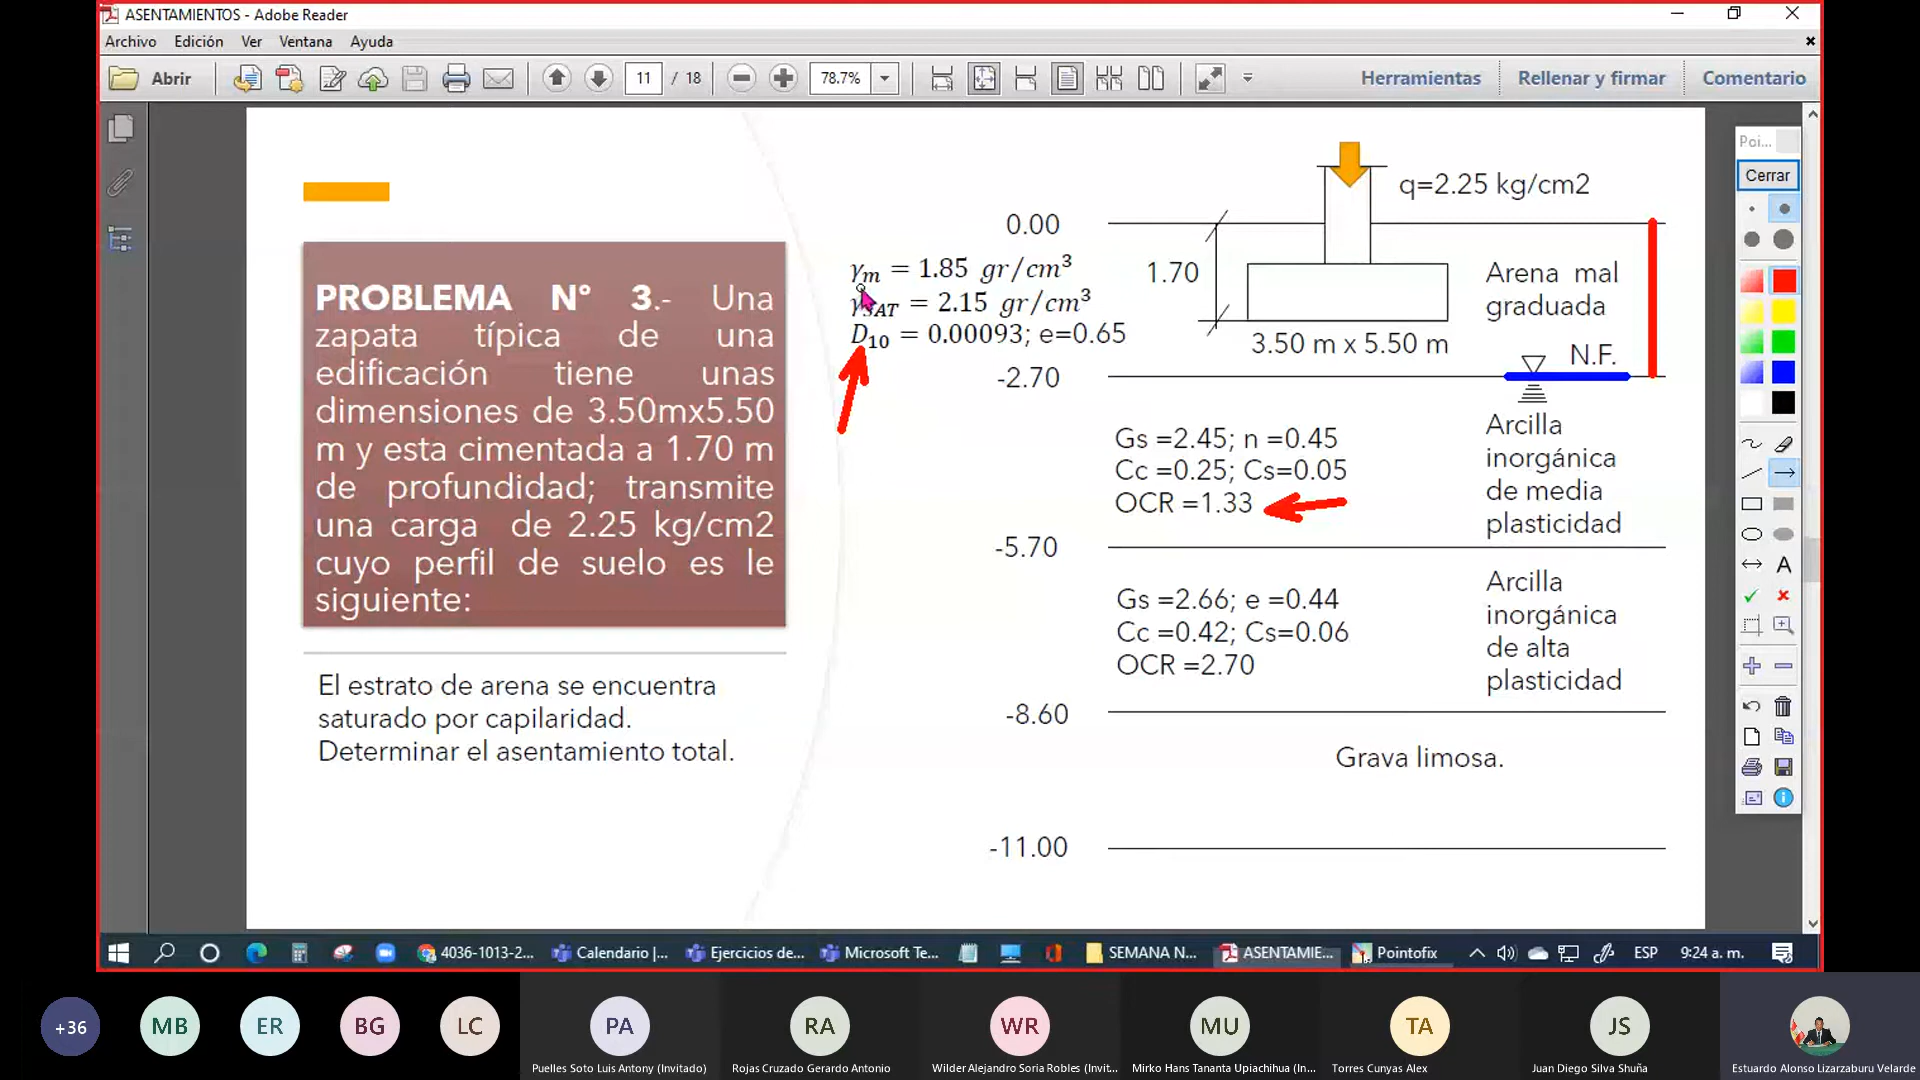 ASENTAMIENTOS - Adobe Reader
Archivo Edición Ver Ventana Ayuda
Abrir
11 / 18
78.7%
Herramientas Rellenar y firmar Comentario
PROBLEMA N° 3.- Una
zapata típica de una
edificación tiene unas
dimensiones de 3.50mx5.50
m y esta cimentada a 1.70 m
de profundidad; transmite
una carga de 2.25 kg/cm2
cuyo perfil de suelo es le
siguiente:
El estrato de arena se encuentra
saturado por capilaridad.
Determinar el asentamiento total.
q=2.25 kg/cm2
0.00
γm = 1.85 gr/cm³
γSAT = 2.15 gr/cm³
D10 = 0.00093; e=0.65
1.70
3.50 m x 5.50 m
Arena mal
graduada
N.F.
-2.70
Gs =2.45; n =0.45
Cc =0.25; Cs=0.05
OCR =1.33
Arcilla
inorgánica
de media
plasticidad
-5.70
Gs =2.66; e =0.44
Cc =0.42; Cs=0.06
OCR =2.70
Arcilla
inorgánica
de alta
plasticidad
-8.60
Grava limosa.
-11.00
Poi...
Cerrar
A
4036-1013-2...
Calendario |...
Ejercicios de...
Microsoft Te...
SEMANA N...
ASENTAMIE...
Pointofix
ESP
9:24 a. m.
+36
MB
ER
BG
LC
PA
RA
WR
MU
TA
JS
Puelles Soto Luis Antony (Invitado)
Rojas Cruzado Gerardo Antonio
Wilder Alejandro Soria Robles (Invit...
Mirko Hans Tananta Upiachihua (In...
Torres Cunyas Alex
Juan Diego Silva Shuña
Estuardo Alonso Lizarzaburu Velarde